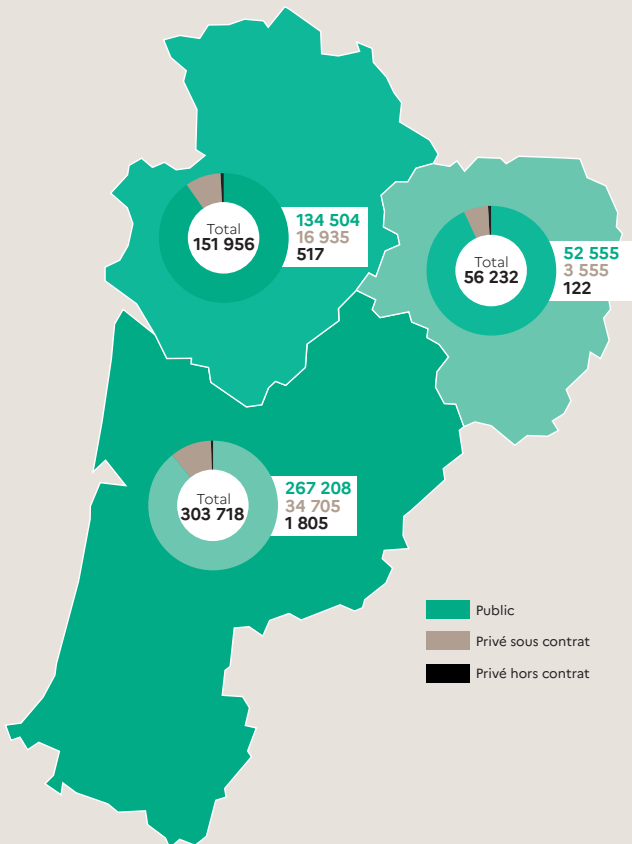 Total
151 956
134 504
16 935
517
Total
56 232
52 555
3 555
122
Total
303 718
267 208
34 705
1 805
Public
Privé sous contrat
Privé hors contrat